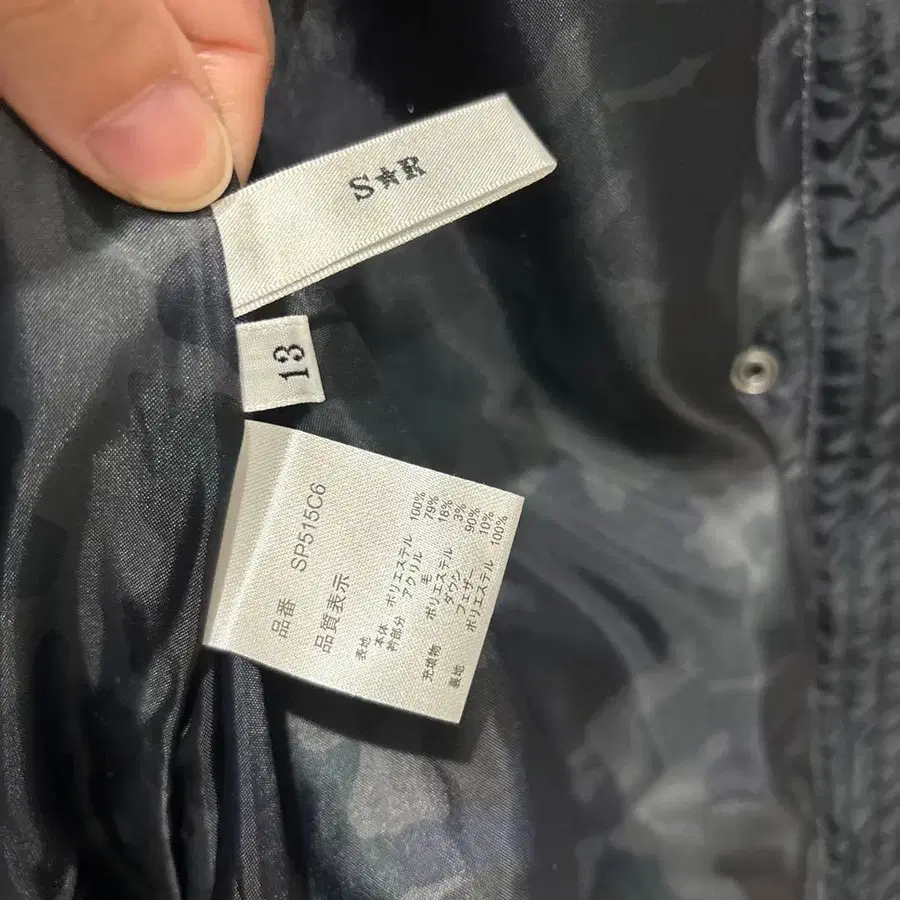 S★R
13
品番 SP515C6
品質表示
表地
本体 ポリエステル 100%
衿部分 アクリル 79%
毛 18%
ポリエステル 3%
充填物 ダウン 90%
フェザー 10%
裏地 ポリエステル 100%